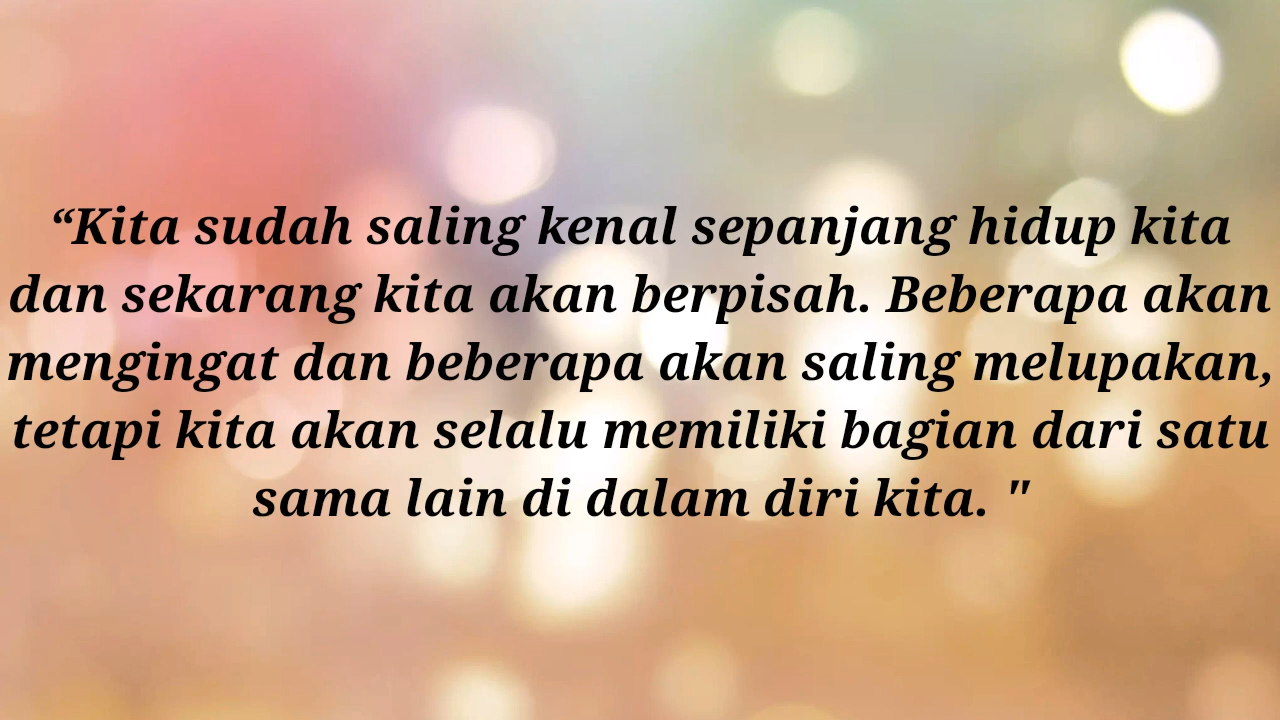 “Kita sudah saling kenal sepanjang hidup kita
dan sekarang kita akan berpisah. Beberapa akan
mengingat dan beberapa akan saling melupakan,
tetapi kita akan selalu memiliki bagian dari satu
sama lain di dalam diri kita. "